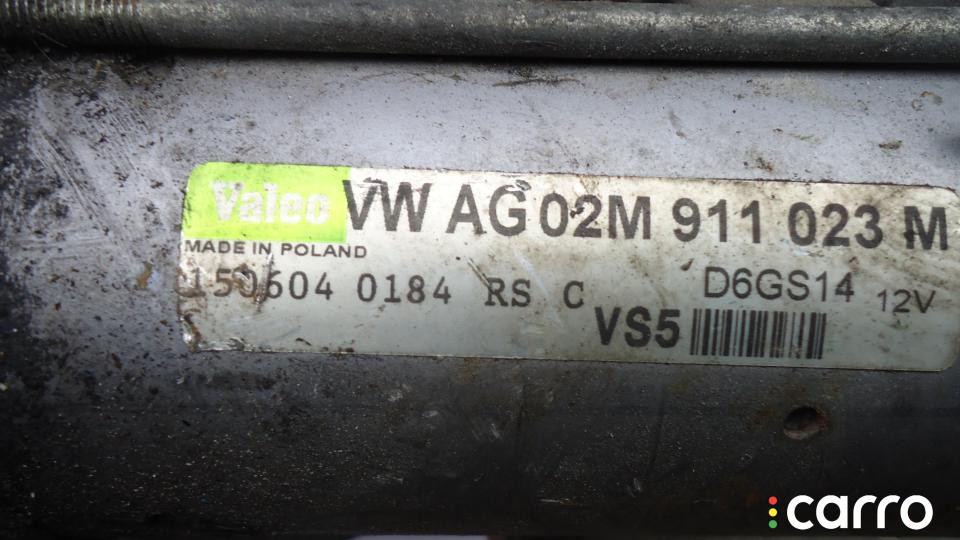 Valeo VW AG 02M 911 023 M
MADE IN POLAND
150604 0184 RS C D6GS14 12V
VS5
carro